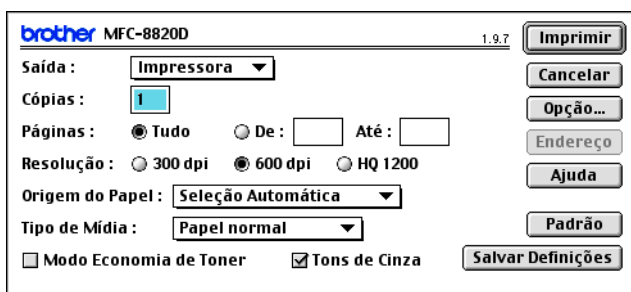 brother MFC-8820D 1.9.7 Imprimir
Saída : Impressora Cancelar
Cópias : 1 Opção...
Páginas : Tudo De : Até : Endereço
Resolução : 300 dpi 600 dpi HQ 1200 Ajuda
Origem do Papel : Seleção Automática
Tipo de Mídia : Papel normal Padrão
Modo Economia de Toner Tons de Cinza Salvar Definições